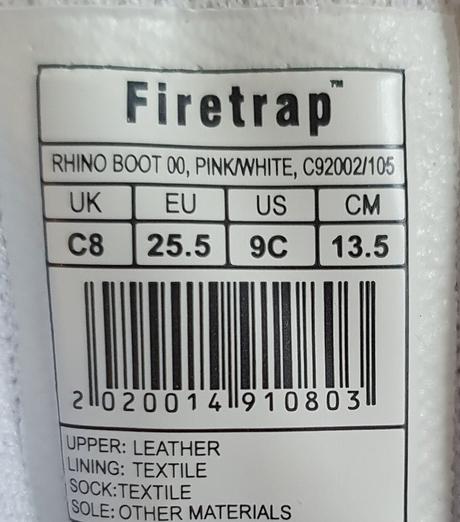 Firetrap™
RHINO BOOT 00, PINK/WHITE, C92002/105
UK EU US CM
C8 25.5 9C 13.5
2 020014 910803
UPPER: LEATHER
LINING: TEXTILE
SOCK:TEXTILE
SOLE: OTHER MATERIALS